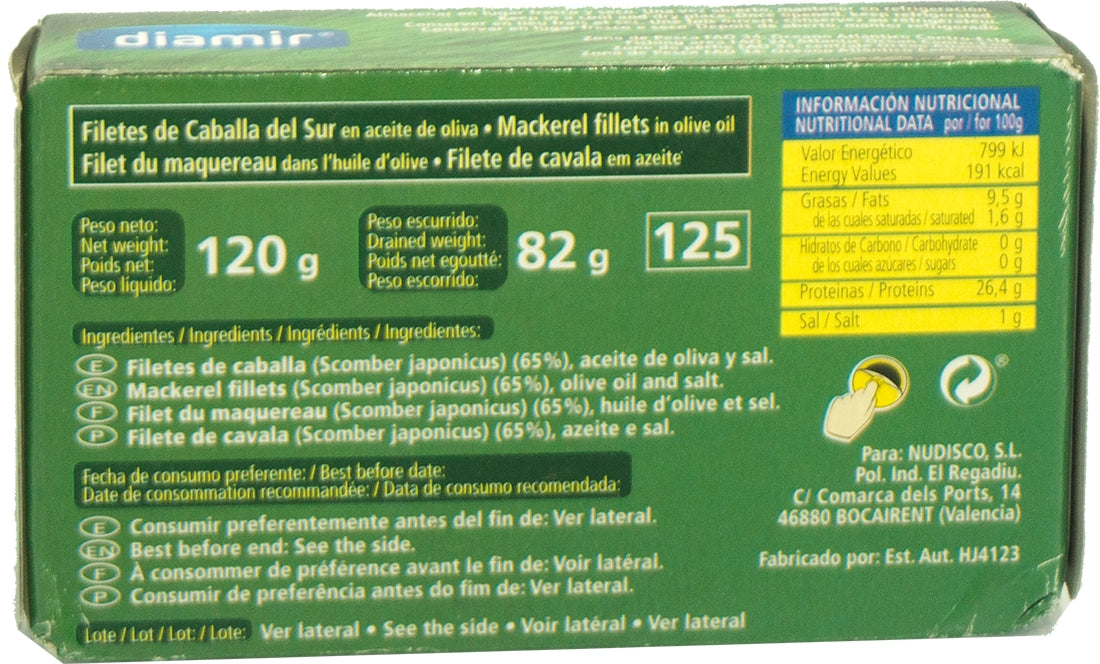 diamir
Filetes de Caballa del Sur en aceite de oliva • Mackerel fillets in olive oil
Filet du maquereau dans l'huile d'olive • Filete de cavala em azeite
Peso neto:
Net weight:
Poids net:
Peso líquido:
120 g
Peso escurrido:
Drained weight:
Poids net egoutté:
Peso escorrido:
82 g
125
Ingredientes / Ingredients / Ingrédients / Ingredientes:
E Filetes de caballa (Scomber japonicus) (65%), aceite de oliva y sal.
EN Mackerel fillets (Scomber japonicus) (65%), olive oil and salt.
F Filet du maquereau (Scomber japonicus) (65%), huile d'olive et sel.
P Filete de cavala (Scomber japonicus) (65%), azeite e sal.
Fecha de consumo preferente: / Best before date:
Date de consommation recommandée: / Data de consumo recomendada:
E Consumir preferentemente antes del fin de: Ver lateral.
EN Best before end: See the side.
F À consommer de préférence avant le fin de: Voir latéral.
P Consumir de preferência antes do fim de: Ver lateral.
Lote / Lot / Lot: / Lote: Ver lateral • See the side • Voir latéral • Ver lateral
INFORMACIÓN NUTRICIONAL
NUTRITIONAL DATA por / for 100g
Valor Energético 799 kJ
Energy Values 191 kcal
Grasas / Fats 9,5 g
de las cuales saturadas / saturated 1,6 g
Hidratos de Carbono / Carbohydrate 0 g
de los cuales azúcares / sugars 0 g
Proteinas / Proteins 26,4 g
Sal / Salt 1 g
®
Para: NUDISCO, S.L.
Pol. Ind. El Regadiu.
C/ Comarca dels Ports, 14
46880 BOCAIRENT (Valencia)
Fabricado por: Est. Aut. HJ4123